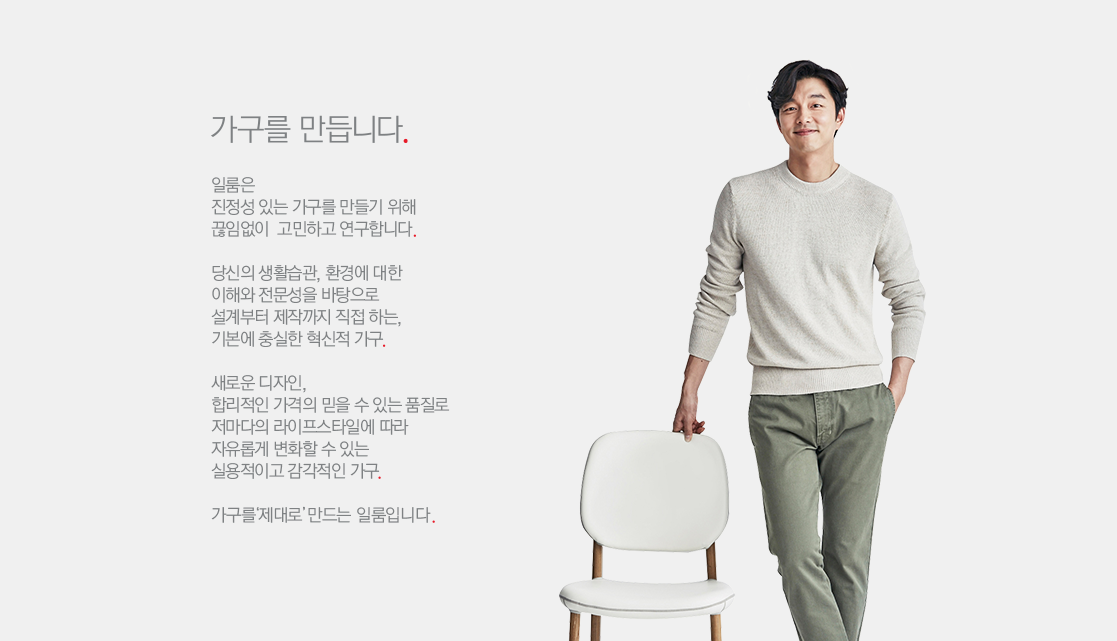 가구를 만듭니다.
일룸은
진정성 있는 가구를 만들기 위해
끊임없이 고민하고 연구합니다.
당신의 생활습관, 환경에 대한
이해와 전문성을 바탕으로
설계부터 제작까지 직접 하는,
기본에 충실한 혁신적 가구.
새로운 디자인,
합리적인 가격의 믿을 수 있는 품질로
저마다의 라이프스타일에 따라
자유롭게 변화할 수 있는
실용적이고 감각적인 가구.
가구를‘제대로’만드는 일룸입니다.